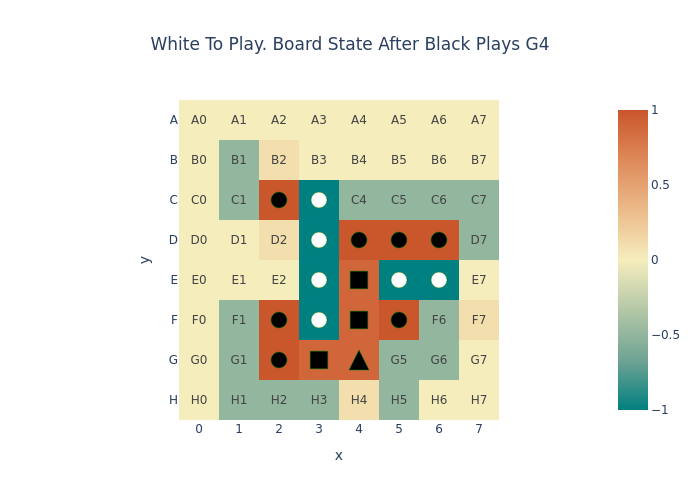 White To Play. Board State After Black Plays G4
A A0 A1 A2 A3 A4 A5 A6 A7
B B0 B1 B2 B3 B4 B5 B6 B7
C C0 C1 C4 C5 C6 C7
D D0 D1 D2 D7
E E0 E1 E2 E7
F F0 F1 F6 F7
G G0 G1 G5 G6 G7
H H0 H1 H2 H3 H4 H5 H6 H7
0 1 2 3 4 5 6 7
x
y
1
0.5
0
−0.5
−1